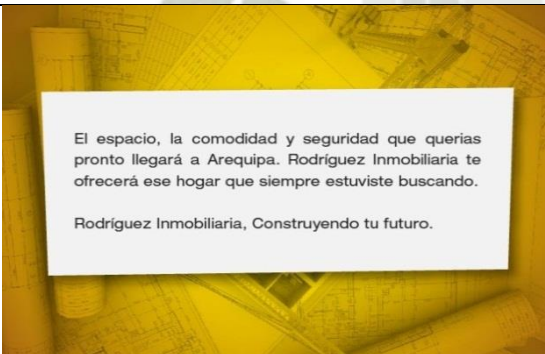 El espacio, la comodidad y seguridad que querias
pronto llegará a Arequipa. Rodríguez Inmobiliaria te
ofrecerá ese hogar que siempre estuviste buscando.
Rodríguez Inmobiliaria, Construyendo tu futuro.